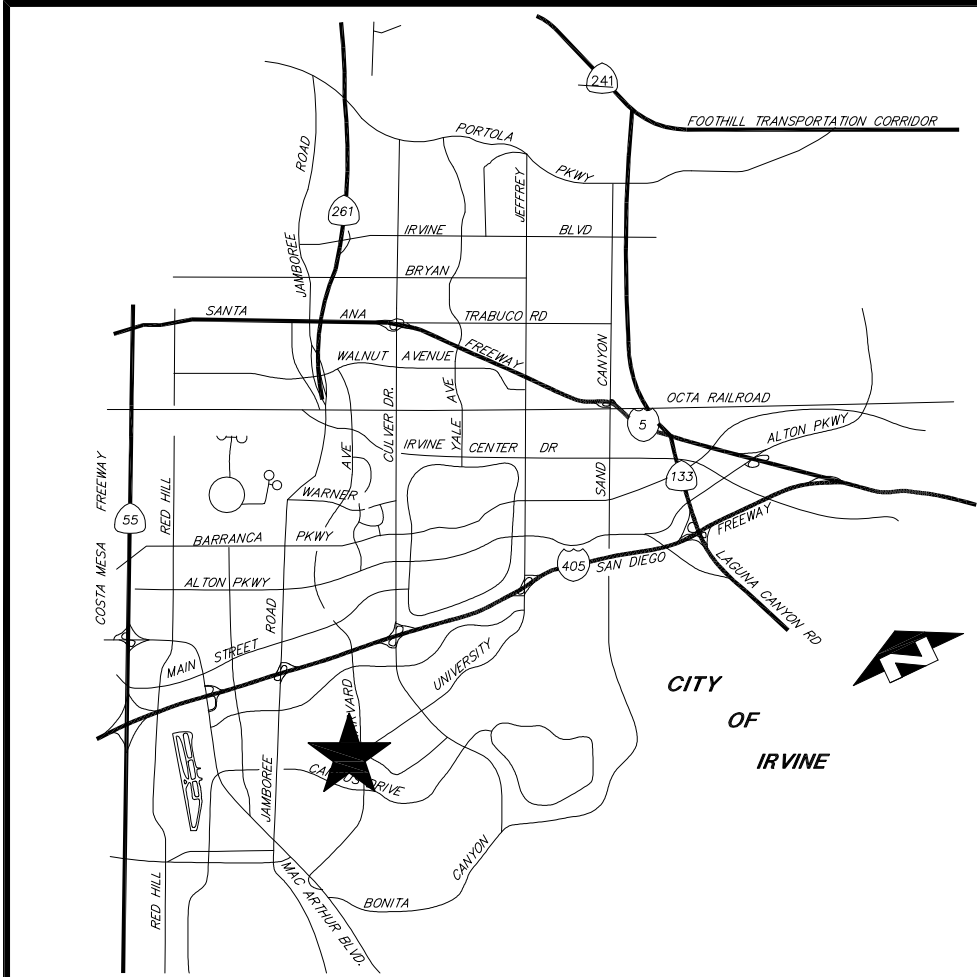 241
FOOTHILL TRANSPORTATION CORRIDOR
PORTOLA
PKWY
ROAD
JEFFREY
261
IRVINE BLVD
JAMBOREE
BRYAN
SANTA ANA
TRABUCO RD
FREEWAY
WALNUT AVENUE
CANYON
AVE
CULVER DR.
YALE
OCTA RAILROAD
5
ALTON PKWY
IRVINE CENTER DR
AVE
SAND
133
COSTA MESA FREEWAY
RED HILL
WARNER
55
BARRANCA PKWY
FREEWAY
405
SAN DIEGO
ALTON PKWY
LAGUNA CANYON RD
ROAD
MAIN STREET
UNIVERSITY
N
CITY
OF
IRVINE
JAMBOREE
DRIVE
CANYON
MAC ARTHUR BLVD.
RED HILL
BONITA